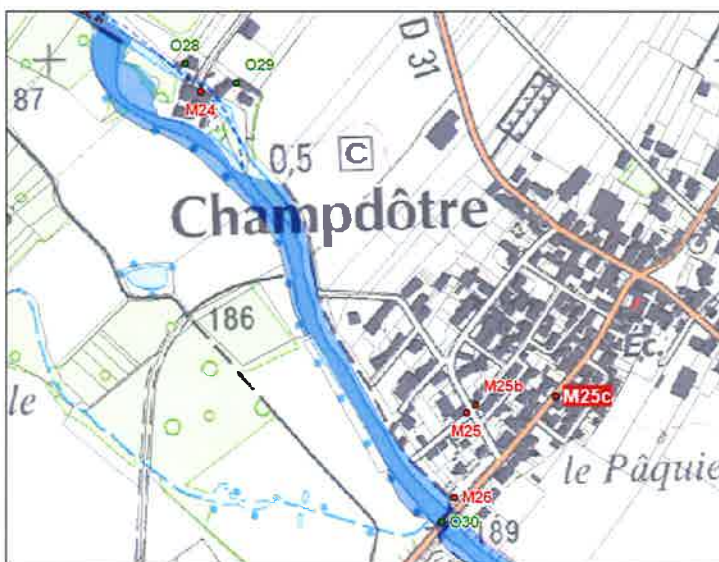 O28
O29
D 31
87
M24
0,5
C
Champdôtre
186
Éc.
M25b
M25c
M25
le
le Pâquie
M26
O30
189